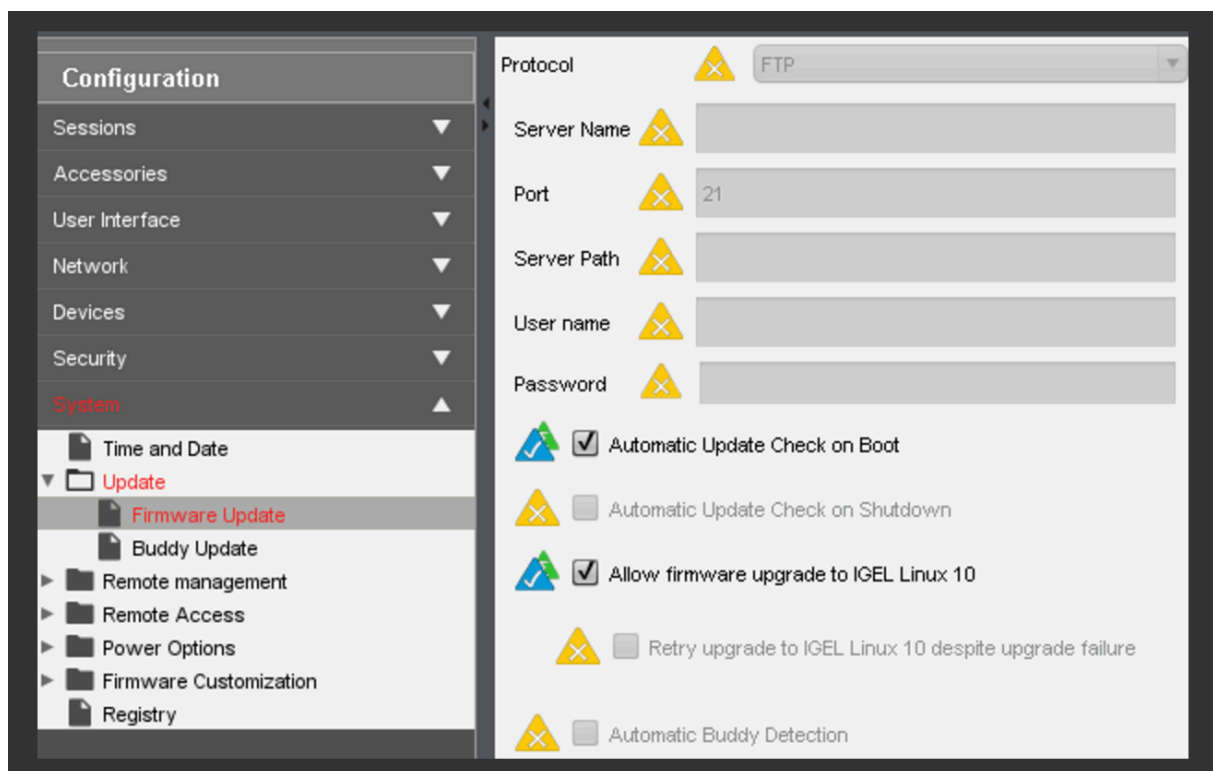 Configuration
Sessions
Accessories
User Interface
Network
Devices
Security
System
Time and Date
Update
Firmware Update
Buddy Update
Remote management
Remote Access
Power Options
Firmware Customization
Registry
Protocol FTP
Server Name
Port 21
Server Path
User name
Password
Automatic Update Check on Boot
Automatic Update Check on Shutdown
Allow firmware upgrade to IGEL Linux 10
Retry upgrade to IGEL Linux 10 despite upgrade failure
Automatic Buddy Detection